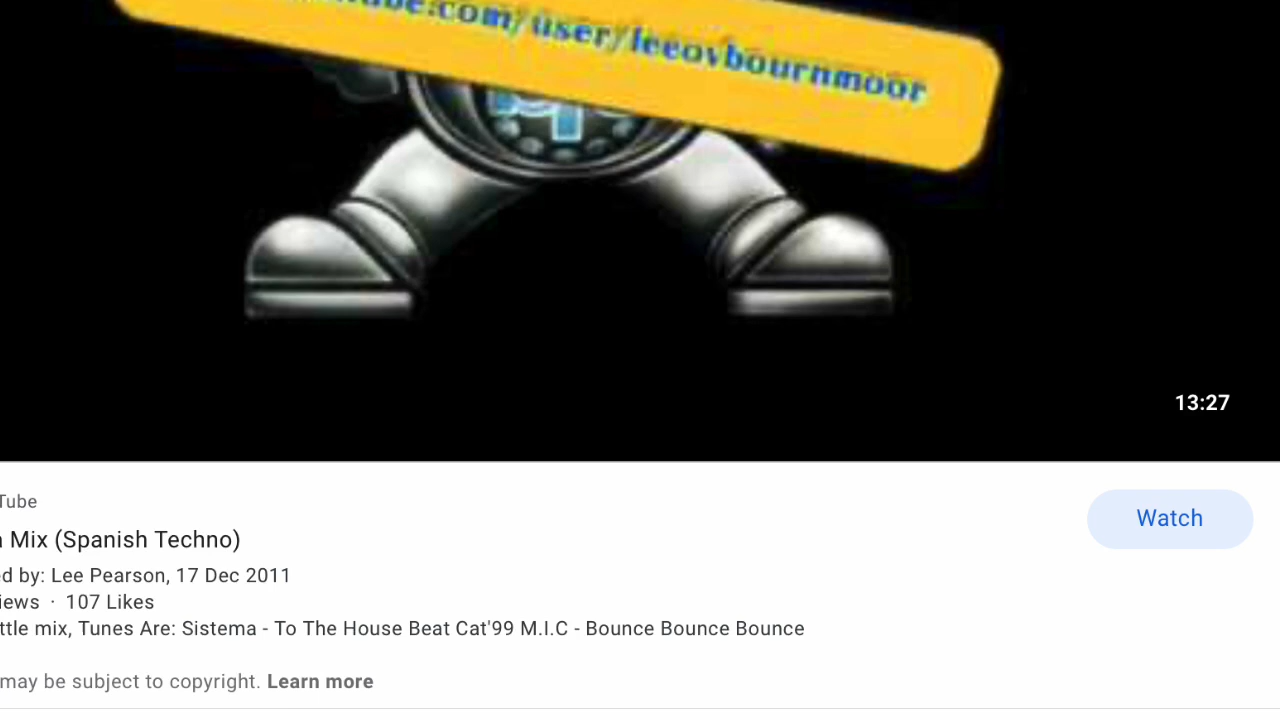 tube.com/user/leeovbournmoor
13:27
Tube
Watch
Mix (Spanish Techno)
ed by: Lee Pearson, 17 Dec 2011
iews · 107 Likes
ttle mix, Tunes Are: Sistema - To The House Beat Cat'99 M.I.C - Bounce Bounce Bounce
may be subject to copyright. Learn more